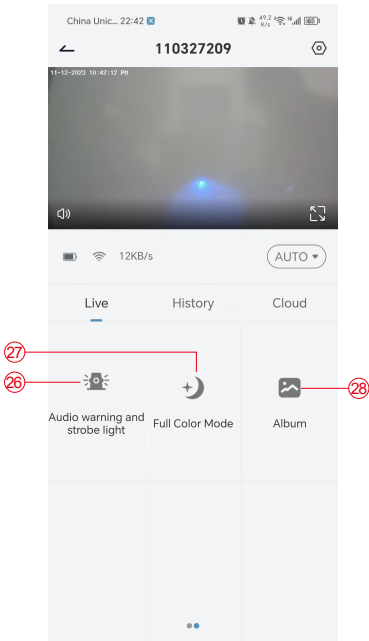 China Unic... 22:42
49.2 K/s
110327209
11-12-2023 10:42:12 PM
12KB/s
AUTO
Live
History
Cloud
27
26
28
Audio warning and
strobe light
Full Color Mode
Album